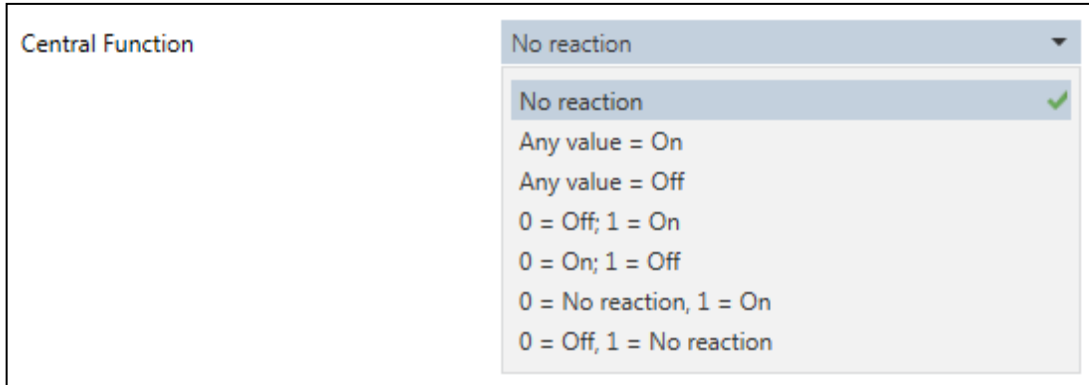 Central Function
No reaction
No reaction
Any value = On
Any value = Off
0 = Off; 1 = On
0 = On; 1 = Off
0 = No reaction, 1 = On
0 = Off, 1 = No reaction